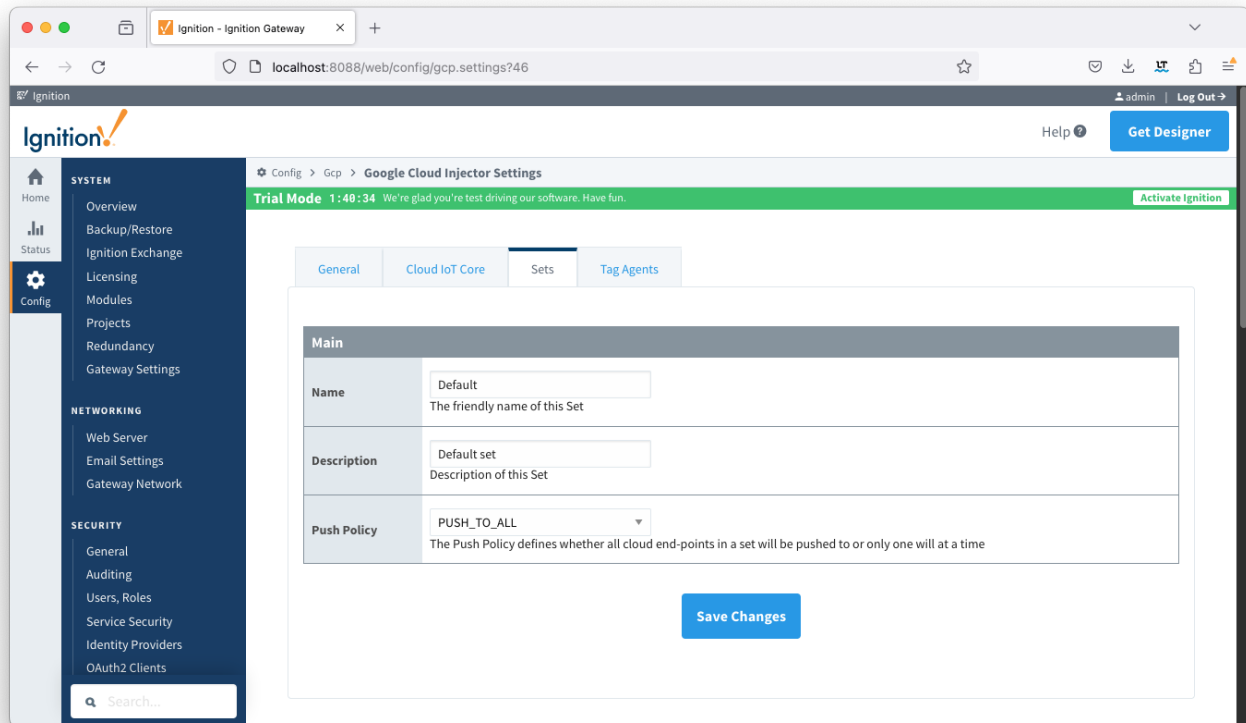 Ignition - Ignition Gateway
localhost:8088/web/config/gcp.settings?46
Ignition
admin | Log Out
Ignition!
Help
Get Designer
Home
Status
Config
SYSTEM
Overview
Backup/Restore
Ignition Exchange
Licensing
Modules
Projects
Redundancy
Gateway Settings
NETWORKING
Web Server
Email Settings
Gateway Network
SECURITY
General
Auditing
Users, Roles
Service Security
Identity Providers
OAuth2 Clients
Search...
Config > Gcp > Google Cloud Injector Settings
Trial Mode 1:40:34 We're glad you're test driving our software. Have fun.
Activate Ignition
General
Cloud IoT Core
Sets
Tag Agents
Main
Name
Default
The friendly name of this Set
Description
Default set
Description of this Set
Push Policy
PUSH_TO_ALL
The Push Policy defines whether all cloud end-points in a set will be pushed to or only one will at a time
Save Changes